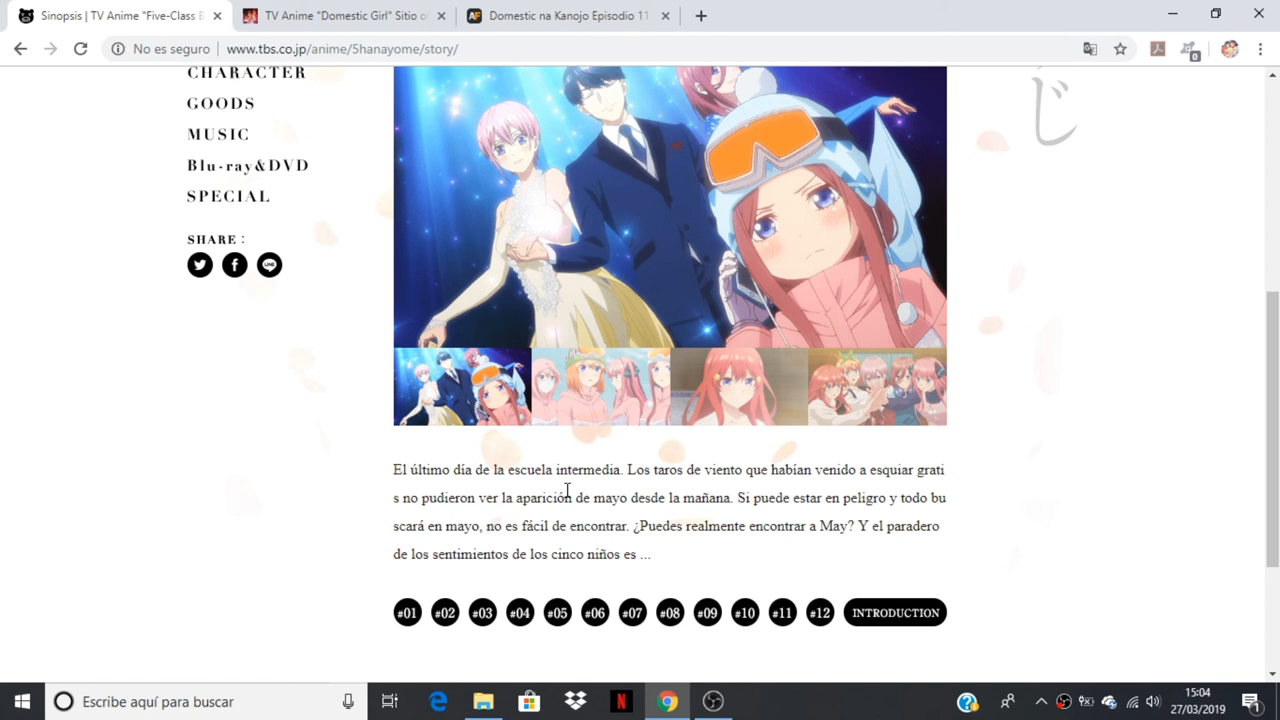 Sinopsis | TV Anime "Five-Class B
TV Anime "Domestic Girl" Sitio o
Domestic na Kanojo Episodio 11
No es seguro
www.tbs.co.jp/anime/5hanayome/story/
0
CHARACTER
GOODS
MUSIC
Blu-ray&DVD
SPECIAL
SHARE :
じ
El último día de la escuela intermedia. Los taros de viento que habían venido a esquiar grati
s no pudieron ver la aparición de mayo desde la mañana. Si puede estar en peligro y todo bu
scará en mayo, no es fácil de encontrar. ¿Puedes realmente encontrar a May? Y el paradero
de los sentimientos de los cinco niños es ...
#01 #02 #03 #04 #05 #06 #07 #08 #09 #10 #11 #12 INTRODUCTION
Escribe aquí para buscar
15:04
27/03/2019
1